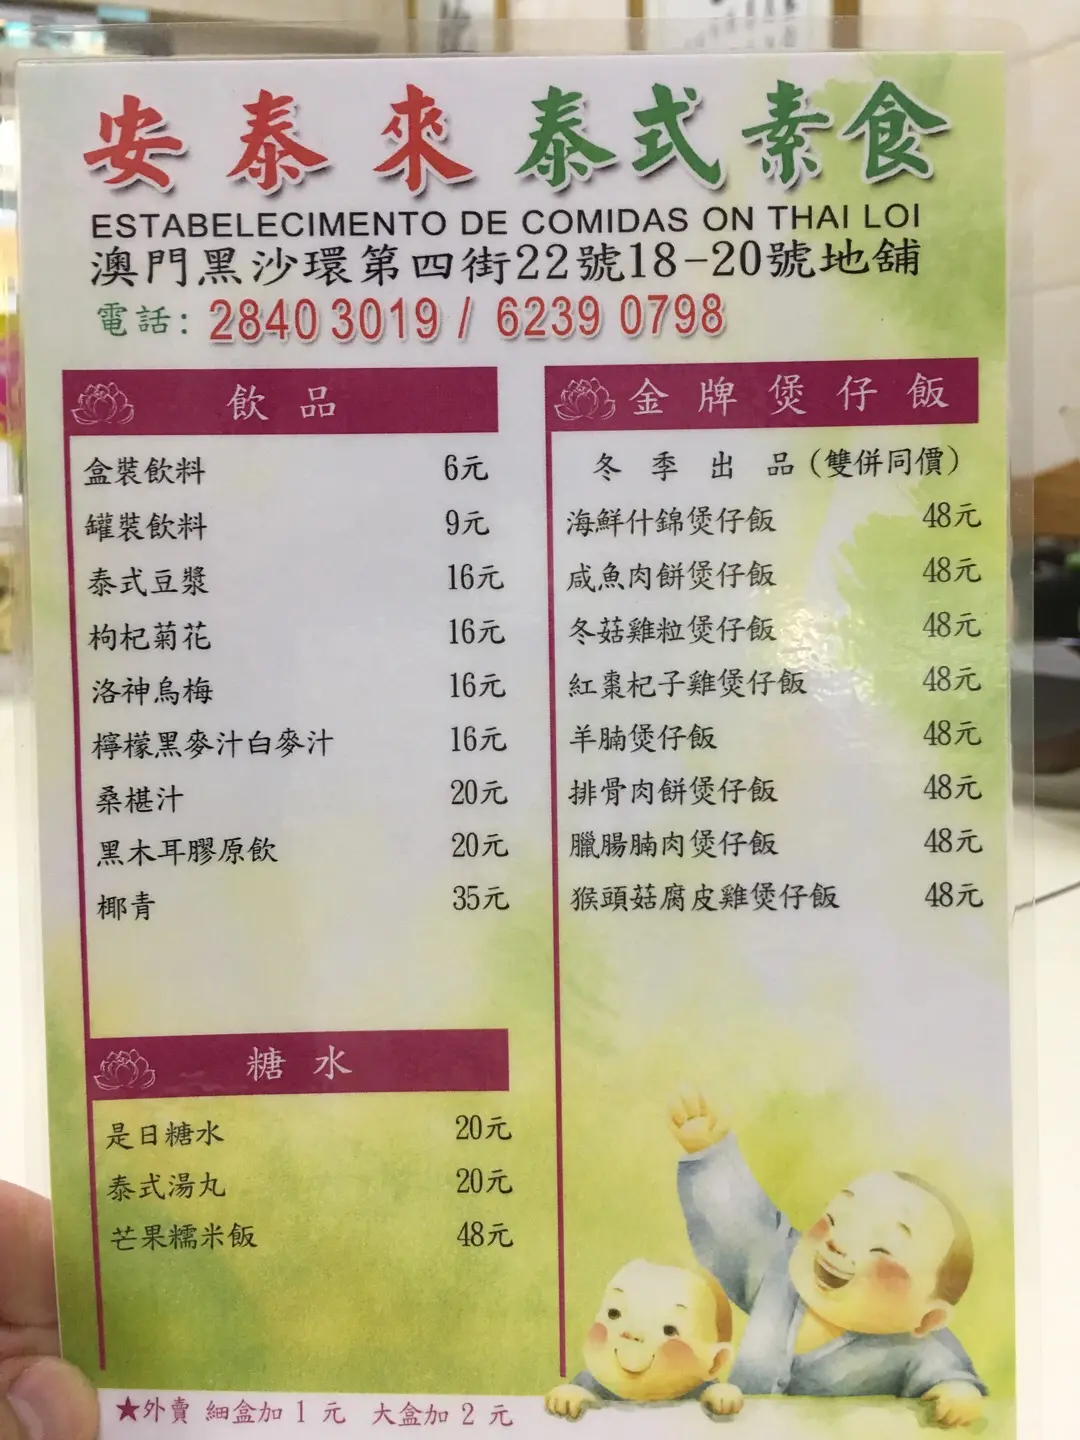 安泰來泰式素食
ESTABELECIMENTO DE COMIDAS ON THAI LOI
澳門黑沙環第四街22號18-20號地舖
電話: 2840 3019 / 6239 0798
飲品
盒裝飲料 6元
罐裝飲料 9元
泰式豆漿 16元
枸杞菊花 16元
洛神烏梅 16元
檸檬黑麥汁白麥汁 16元
桑椹汁 20元
黑木耳膠原飲 20元
椰青 35元
糖水
是日糖水 20元
泰式湯丸 20元
芒果糯米飯 48元
金牌煲仔飯
冬季出品(雙併同價)
海鮮什錦煲仔飯 48元
咸魚肉餅煲仔飯 48元
冬菇雞粒煲仔飯 48元
紅棗杞子雞煲仔飯 48元
羊腩煲仔飯 48元
排骨肉餅煲仔飯 48元
臘腸腩肉煲仔飯 48元
猴頭菇腐皮雞煲仔飯 48元
★外賣 細盒加 1 元 大盒加 2 元